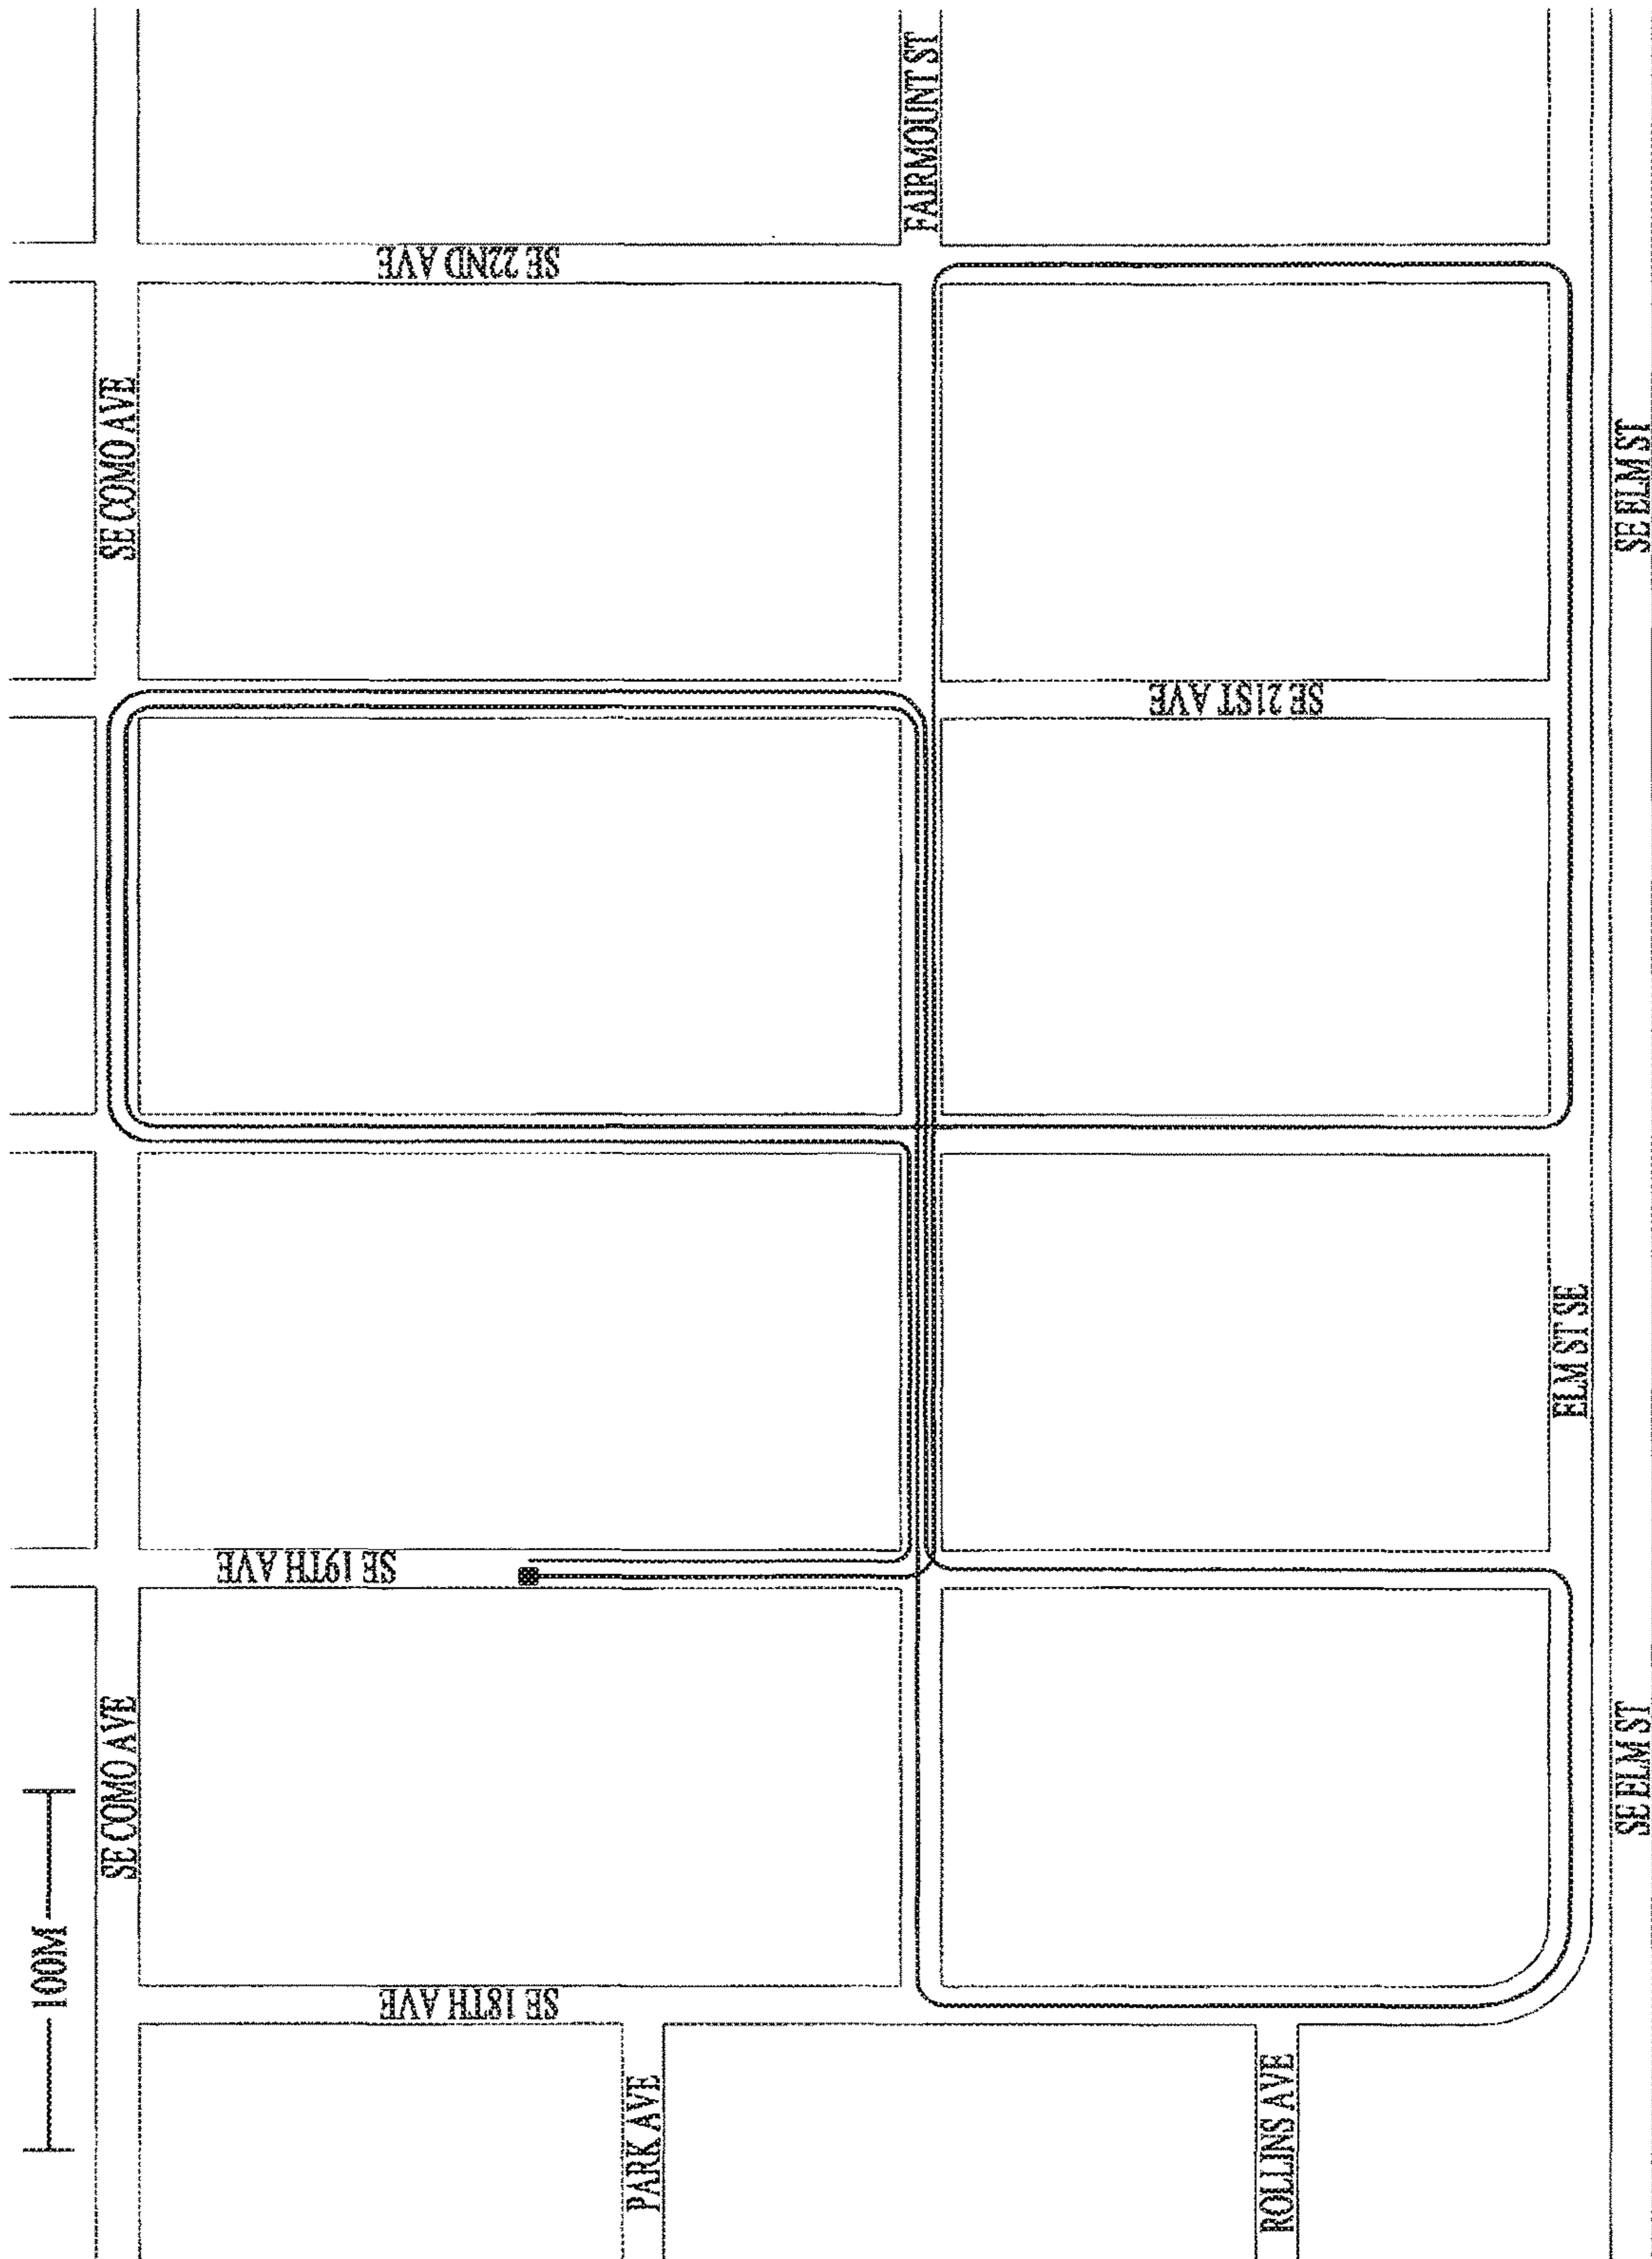 FAIRMOUNT ST
SE 22ND AVE
SE COMO AVE
SE ELM ST
SE 21ST AVE
ELM ST SE
SE 19TH AVE
SE COMO AVE
SE ELM ST
100M
SE 18TH AVE
PARK AVE
ROLLINS AVE